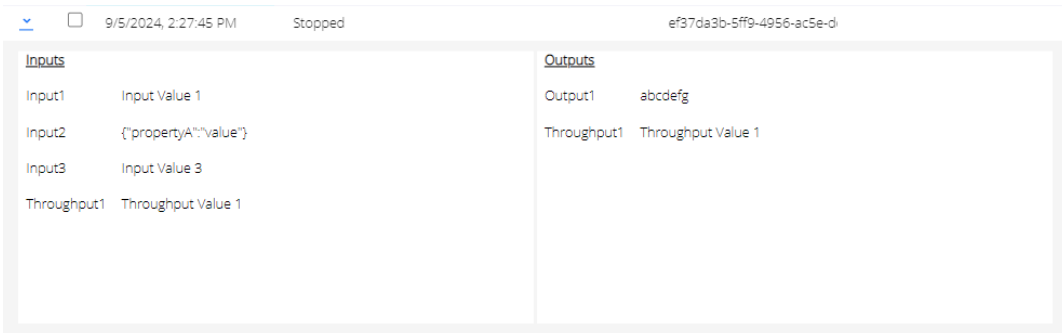 9/5/2024, 2:27:45 PM Stopped ef37da3b-5ff9-4956-ac5e-d
Inputs
Input1 Input Value 1
Input2 {"propertyA":"value"}
Input3 Input Value 3
Throughput1 Throughput Value 1
Outputs
Output1 abcdefg
Throughput1 Throughput Value 1